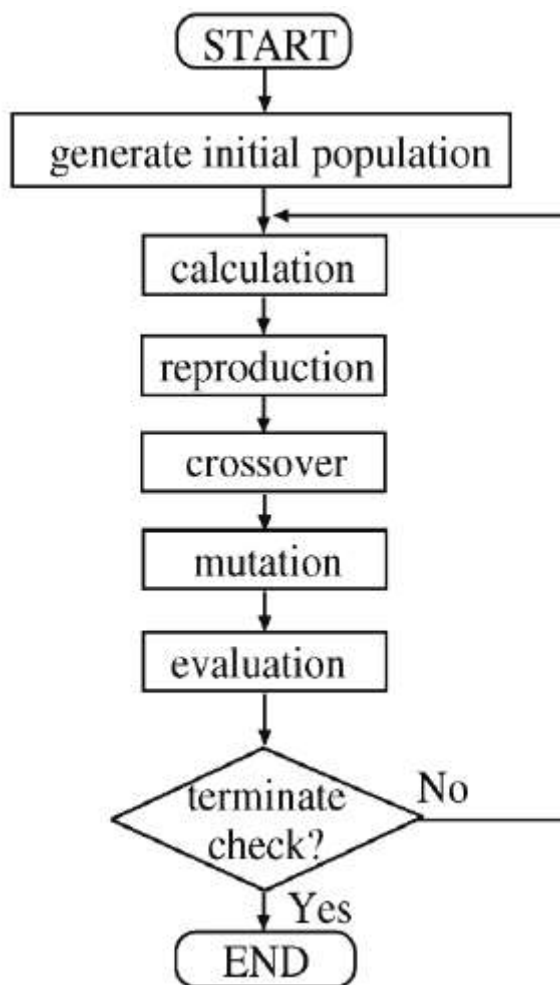 START
generate initial population
calculation
reproduction
crossover
mutation
evaluation
terminate
check?
No
Yes
END